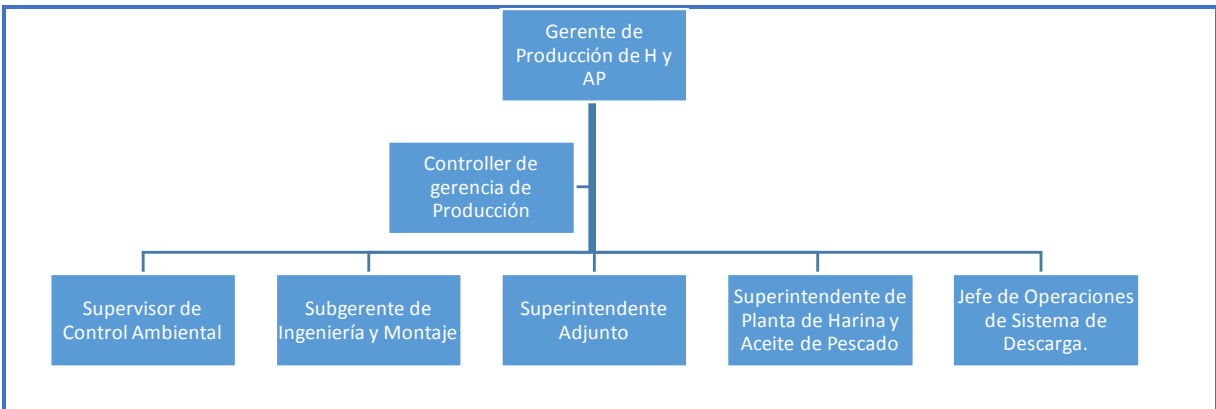 Gerente de
Producción de H y
AP
Controller de
gerencia de
Producción
Supervisor de
Control Ambiental
Subgerente de
Ingeniería y Montaje
Superintendente
Adjunto
Superintendente de
Planta de Harina y
Aceite de Pescado
Jefe de Operaciones
de Sistema de
Descarga.